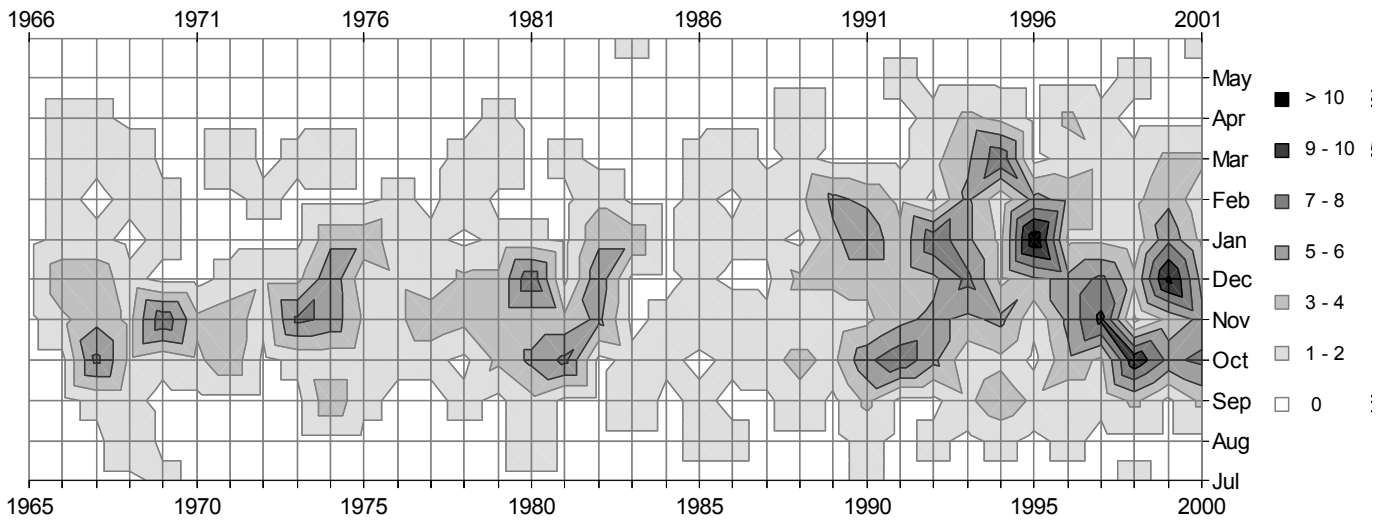 1966 1971 1976 1981 1986 1991 1996 2001
May
> 10
Apr
9 - 10
Mar
7 - 8
Feb
Jan
5 - 6
Dec
3 - 4
Nov
1 - 2
Oct
Sep
0
Aug
Jul
1965 1970 1975 1980 1985 1990 1995 2000